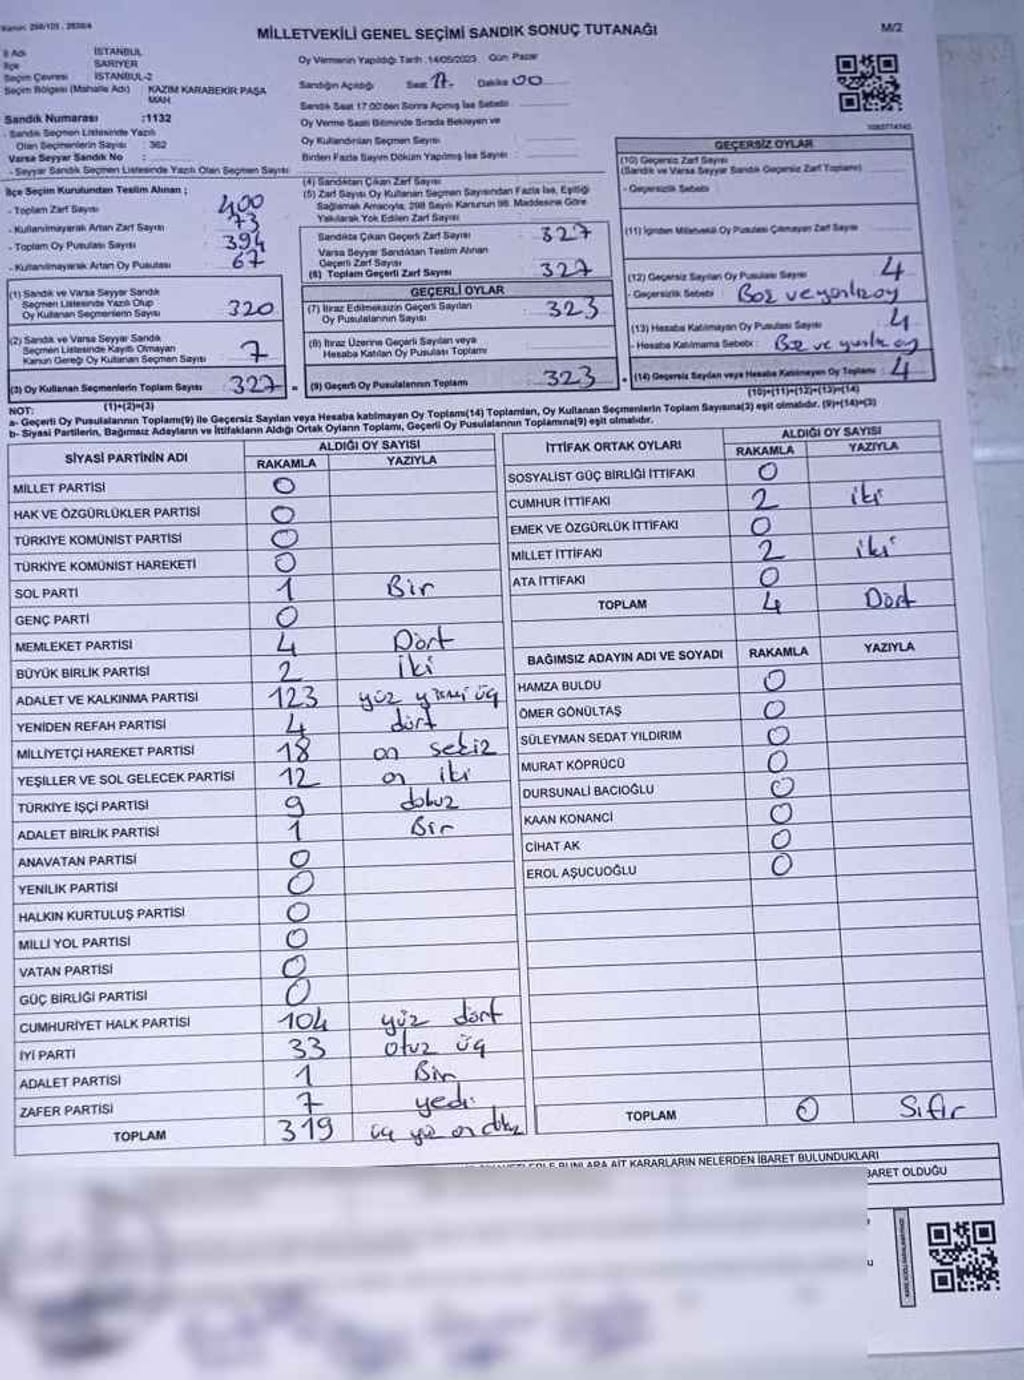 Kanun: 298/105 , 2839/4
MİLLETVEKİLİ GENEL SEÇİMİ SANDIK SONUÇ TUTANAĞI
M/2
İl Adı : İSTANBUL
İlçe : SARIYER
Seçim Çevresi : İSTANBUL-2
Seçim Bölgesi (Mahalle Adı) : KAZIM KARABEKİR PAŞA MAH
Sandık Numarası :1132
- Sandık Seçmen Listesinde Yazılı
Olan Seçmenlerin Sayısı : 362
Varsa Seyyar Sandık No :
- Seyyar Sandık Seçmen Listesinde Yazılı Olan Seçmen Sayısı :
Oy Vermenin Yapıldığı Tarih :14/05/2023 Gün Pazar
Sandığın Açıldığı Saat 17. Dakika 00
Sandık Saat 17.00'den Sonra Açılmış İse Sebebi
Oy Verme Saati Bitiminde Sırada Bekleyen ve
Oy Kullandırılan Seçmen Sayısı
Birden Fazla Sayım Döküm Yapılmış İse Sayısı :
İlçe Seçim Kurulundan Teslim Alınan ;
- Toplam Zarf Sayısı : 400
- Kullanılmayarak Artan Zarf Sayısı : 73
- Toplam Oy Pusulası Sayısı : 394
- Kullanılmayarak Artan Oy Pusulası : 67
(1) Sandık ve Varsa Seyyar Sandık
Seçmen Listesinde Yazılı Olup
Oy Kullanan Seçmenlerin Sayısı 320
(2) Sandık ve Varsa Seyyar Sandık
Seçmen Listesinde Kayıtlı Olmayan
Kanun Gereği Oy Kullanan Seçmen Sayısı 7
(3) Oy Kullanan Seçmenlerin Toplam Sayısı 327
(1)+(2)=(3)
(4) Sandıktan Çıkan Zarf Sayısı
(5) Zarf Sayısı Oy Kullanan Seçmen Sayısından Fazla İse, Eşitliği
Sağlamak Amacıyla, 298 Sayılı Kanunun 98. Maddesine Göre
Yakılarak Yok Edilen Zarf Sayısı
Sandıkta Çıkan Geçerli Zarf Sayısı : 327
Varsa Seyyar Sandıktan Teslim Alınan
Geçerli Zarf Sayısı
(6) Toplam Geçerli Zarf Sayısı : 327
GEÇERLİ OYLAR
(7) İtiraz Edilmeksizin Geçerli Sayılan
Oy Pusulalarının Sayısı : 323
(8) İtiraz Üzerine Geçerli Sayılan veya
Hesaba Katılan Oy Pusulası Toplamı
= (9) Geçerli Oy Pusulalarının Toplamı : 323
GEÇERSİZ OYLAR
(10) Geçersiz Zarf Sayısı
(Sandık ve Varsa Seyyar Sandık Geçersiz Zarf Toplamı)
- Geçersizlik Sebebi :
(11) İçinden Milletvekili Oy Pusulası Çıkmayan Zarf Sayısı
(12) Geçersiz Sayılan Oy Pusulası Sayısı 4
- Geçersizlik Sebebi : Boz ve yanlız oy
(13) Hesaba Katılmayan Oy Pusulası Sayısı 4
- Hesaba Katılmama Sebebi :
+ (14) Geçersiz Sayılan veya Hesaba Katılmayan Oy Toplamı : 4
(10)+(11)+(12)+(13)=(14)
NOT:
a- Geçerli Oy Pusulalarının Toplamı(9) ile Geçersiz Sayılan veya Hesaba katılmayan Oy Toplamı(14) Toplamları, Oy Kullanan Seçmenlerin Toplam Sayısına(3) eşit olmalıdır. (9)+(14)=(3)
b- Siyasi Partilerin, Bağımsız Adayların ve İttifakların Aldığı Ortak Oyların Toplamı, Geçerli Oy Pusulalarının Toplamına(9) eşit olmalıdır.
SİYASİ PARTİNİN ADI ALDIĞI OY SAYISI
RAKAMLA YAZIYLA
MİLLET PARTİSİ 0
HAK VE ÖZGÜRLÜKLER PARTİSİ 0
TÜRKİYE KOMÜNİST PARTİSİ 0
TÜRKİYE KOMÜNİST HAREKETİ 0
SOL PARTİ 1 Bir
GENÇ PARTİ 0
MEMLEKET PARTİSİ 4 Dört
BÜYÜK BİRLİK PARTİSİ 2 iki
ADALET VE KALKINMA PARTİSİ 123 yüz yirmi üç
YENİDEN REFAH PARTİSİ 4 dört
MİLLİYETÇİ HAREKET PARTİSİ 18 on sekiz
YEŞİLLER VE SOL GELECEK PARTİSİ 12 on iki
TÜRKİYE İŞÇİ PARTİSİ 9 dokuz
ADALET BİRLİK PARTİSİ 1 Bir
ANAVATAN PARTİSİ 0
YENİLİK PARTİSİ 0
HALKIN KURTULUŞ PARTİSİ 0
MİLLİ YOL PARTİSİ 0
VATAN PARTİSİ 0
GÜÇ BİRLİĞİ PARTİSİ 0
CUMHURİYET HALK PARTİSİ 104 yüz dört
İYİ PARTİ 33 otuz üç
ADALET PARTİSİ 1 Bir
ZAFER PARTİSİ 7 yedi
TOPLAM 319 üç yüz on dokuz
İTTİFAK ORTAK OYLARI ALDIĞI OY SAYISI
RAKAMLA YAZIYLA
SOSYALİST GÜÇ BİRLİĞİ İTTİFAKI 0
CUMHUR İTTİFAKI 2 iki
EMEK VE ÖZGÜRLÜK İTTİFAKI 0
MİLLET İTTİFAKI 2 iki
ATA İTTİFAKI 0
TOPLAM 4 Dört
BAĞIMSIZ ADAYIN ADI VE SOYADI RAKAMLA YAZIYLA
HAMZA BULDU 0
ÖMER GÖNÜLTAŞ 0
SÜLEYMAN SEDAT YILDIRIM 0
MURAT KÖPRÜCÜ 0
DURSUNALİ BACIOĞLU 0
KAAN KONANCİ 0
CİHAT AK 0
EROL AŞUCUOĞLU 0
TOPLAM 0 Sıfır
BUNLARA AİT KARARLARIN NELERDEN İBARET BULUNDUKLARI
BARET OLDUĞU